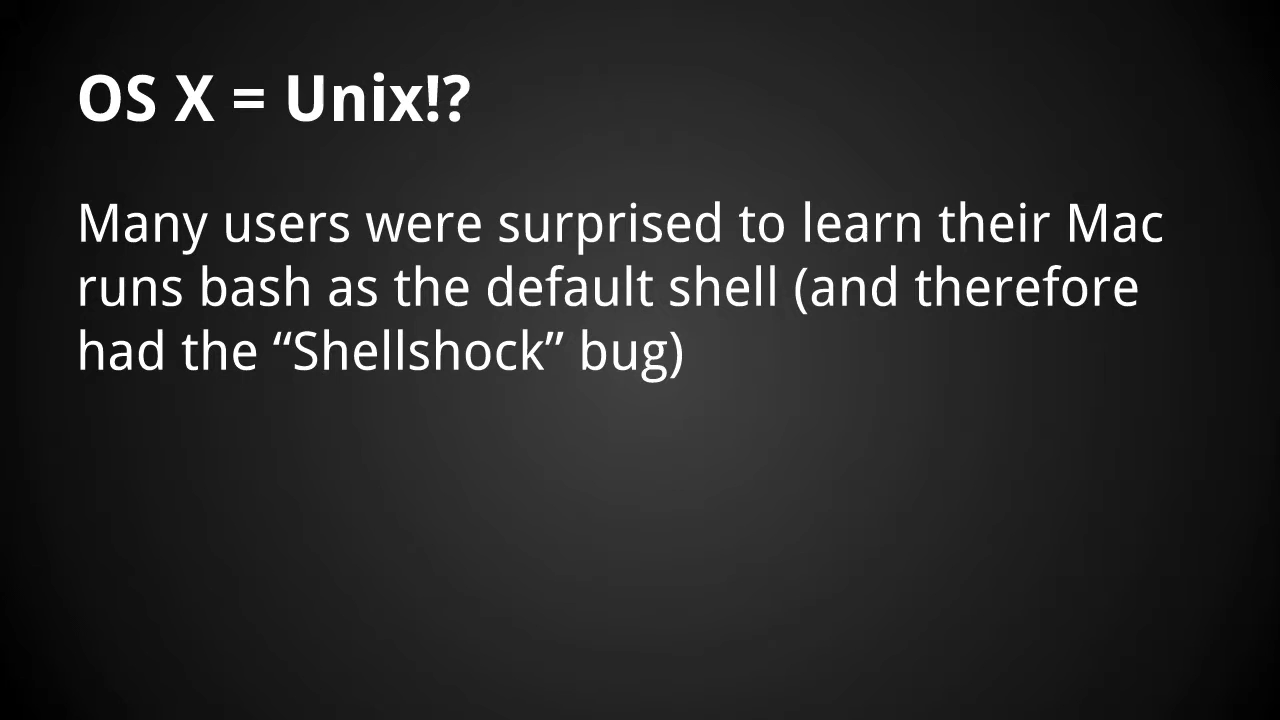 OS X = Unix!?
Many users were surprised to learn their Mac
runs bash as the default shell (and therefore
had the “Shellshock” bug)